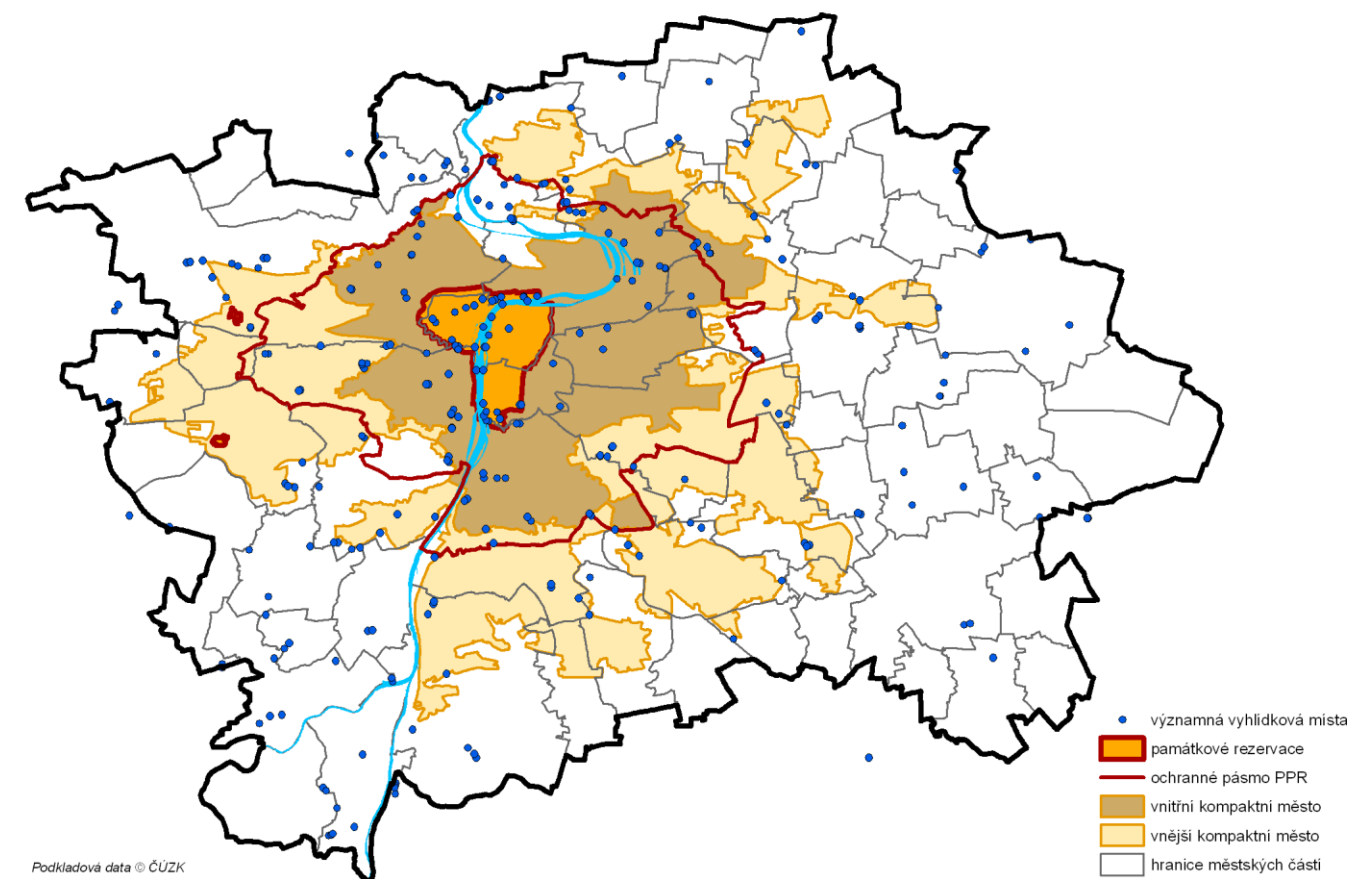 významná vyhlídková místa
památkové rezervace
ochranné pásmo PPR
vnitřní kompaktní město
vnější kompaktní město
hranice městských částí
Podkladová data © ČÚZK